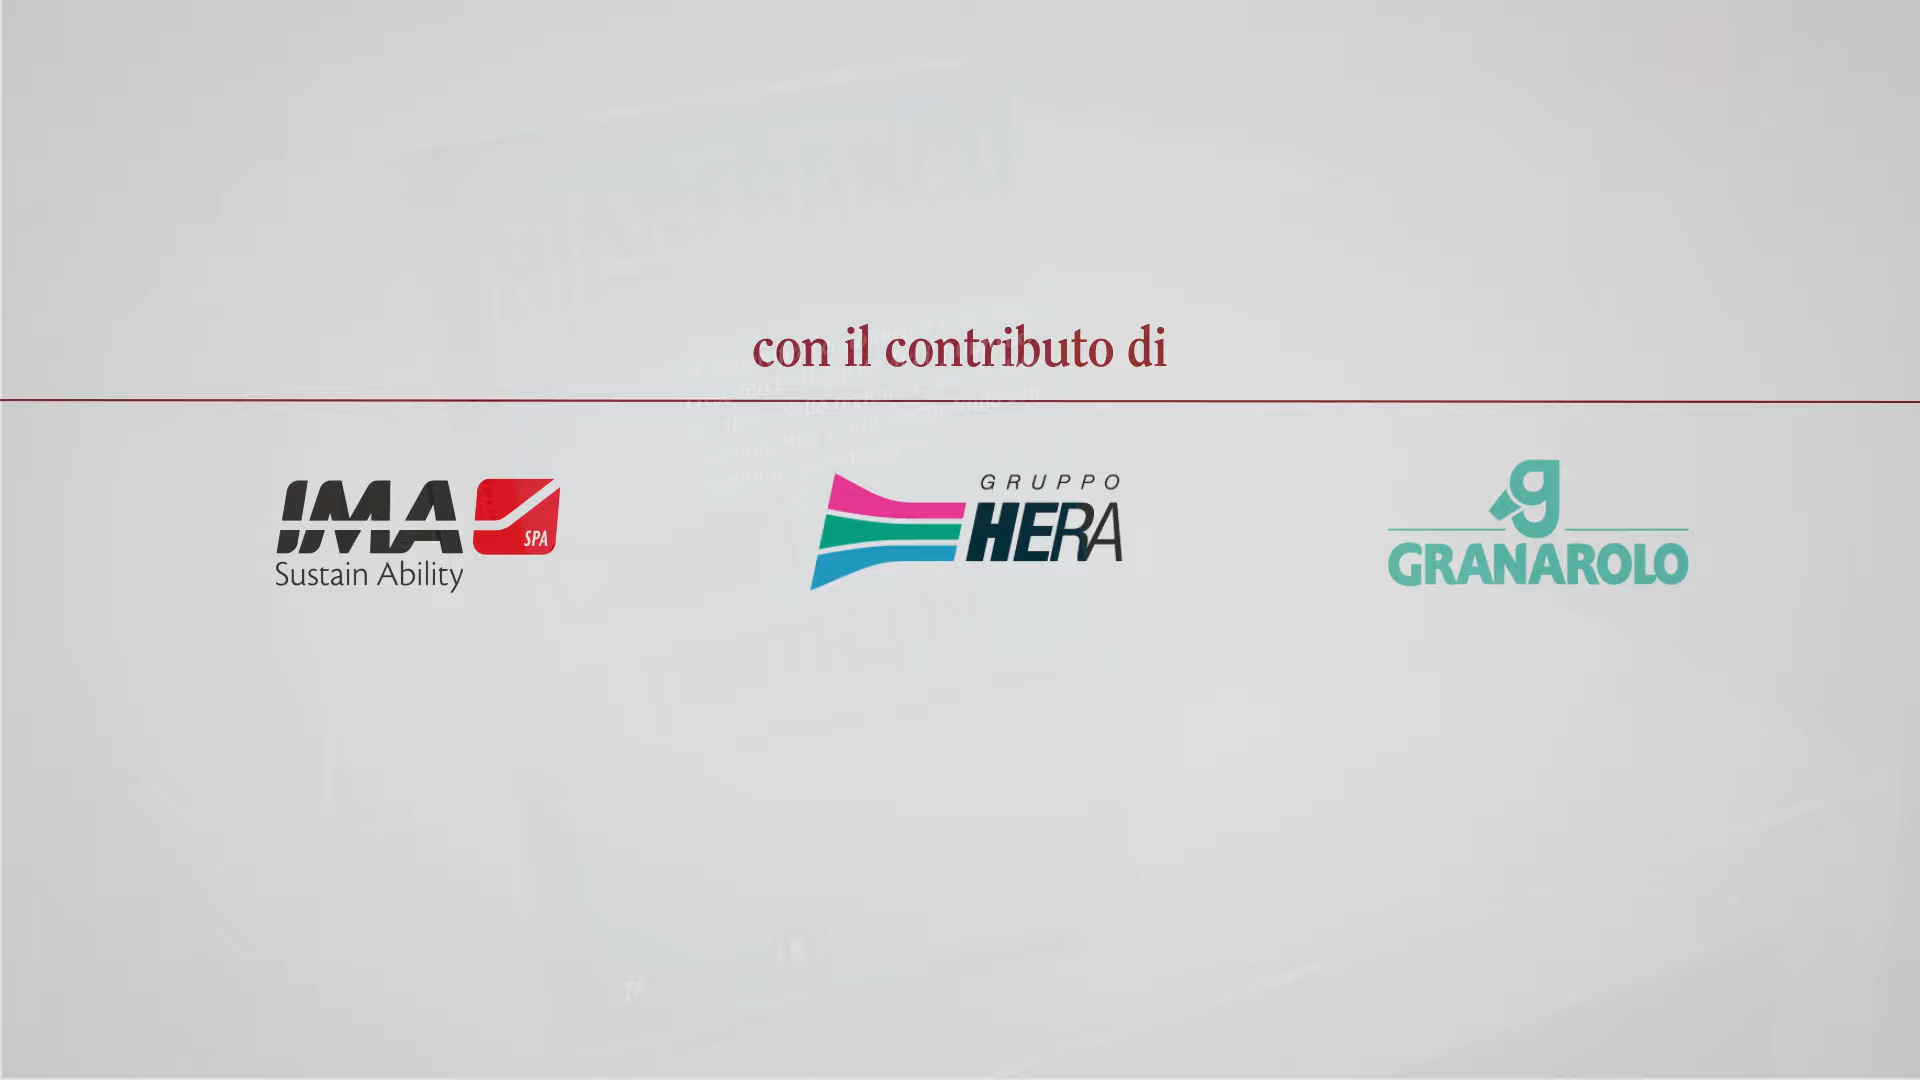 con il contributo di
IMA SPA
Sustain Ability
GRUPPO
HERA
g
GRANAROLO